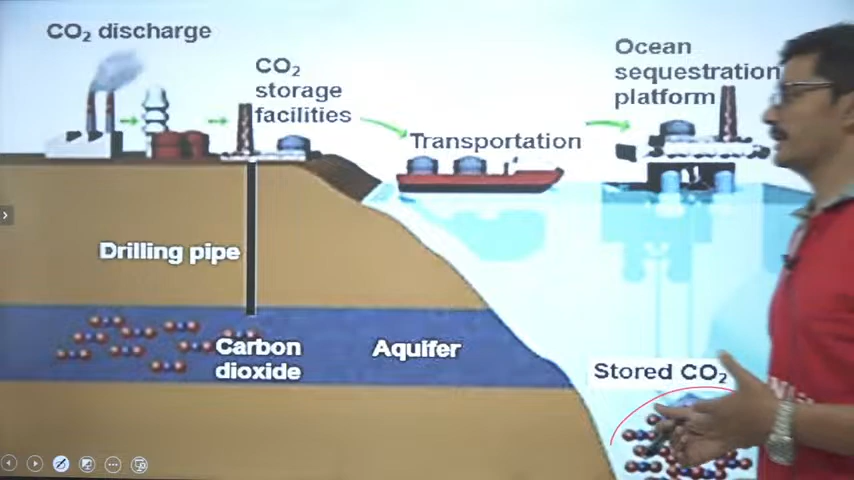 CO₂ discharge
CO₂
storage
facilities
Transportation
Ocean
sequestration
platform
Drilling pipe
Carbon
dioxide
Aquifer
Stored CO₂